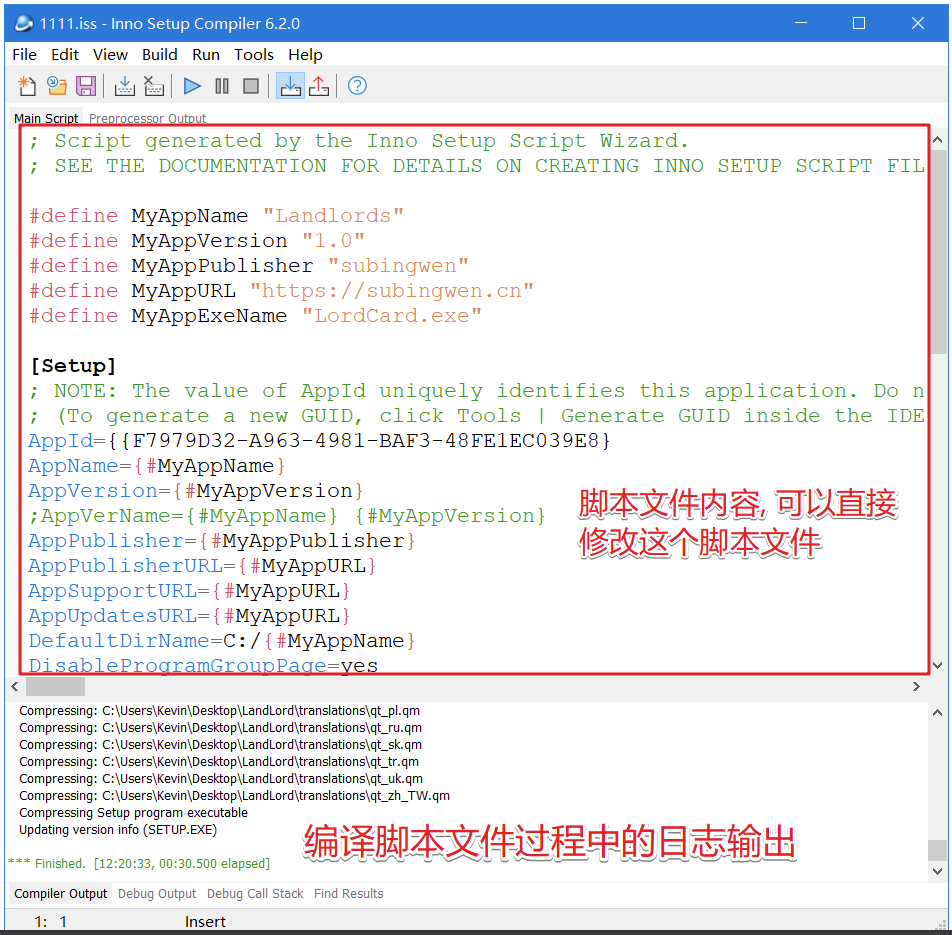 1111.iss - Inno Setup Compiler 6.2.0
File Edit View Build Run Tools Help
Main Script Preprocessor Output
; Script generated by the Inno Setup Script Wizard.
; SEE THE DOCUMENTATION FOR DETAILS ON CREATING INNO SETUP SCRIPT FIL
#define MyAppName "Landlords"
#define MyAppVersion "1.0"
#define MyAppPublisher "subingwen"
#define MyAppURL "https://subingwen.cn"
#define MyAppExeName "LordCard.exe"
[Setup]
; NOTE: The value of AppId uniquely identifies this application. Do n
; (To generate a new GUID, click Tools | Generate GUID inside the IDE
AppId={{F7979D32-A963-4981-BAF3-48FE1EC039E8}
AppName={#MyAppName}
AppVersion={#MyAppVersion}
;AppVerName={#MyAppName} {#MyAppVersion}
AppPublisher={#MyAppPublisher}
AppPublisherURL={#MyAppURL}
AppSupportURL={#MyAppURL}
AppUpdatesURL={#MyAppURL}
DefaultDirName=C:/{#MyAppName}
DisableProgramGroupPage=yes
脚本文件内容, 可以直接
修改这个脚本文件
Compressing: C:\Users\Kevin\Desktop\LandLord\translations\qt_pl.qm
Compressing: C:\Users\Kevin\Desktop\LandLord\translations\qt_ru.qm
Compressing: C:\Users\Kevin\Desktop\LandLord\translations\qt_sk.qm
Compressing: C:\Users\Kevin\Desktop\LandLord\translations\qt_tr.qm
Compressing: C:\Users\Kevin\Desktop\LandLord\translations\qt_uk.qm
Compressing: C:\Users\Kevin\Desktop\LandLord\translations\qt_zh_TW.qm
Compressing Setup program executable
Updating version info (SETUP.EXE)
编译脚本文件过程中的日志输出
*** Finished. [12:20:33, 00:30.500 elapsed]
Compiler Output Debug Output Debug Call Stack Find Results
1: 1 Insert